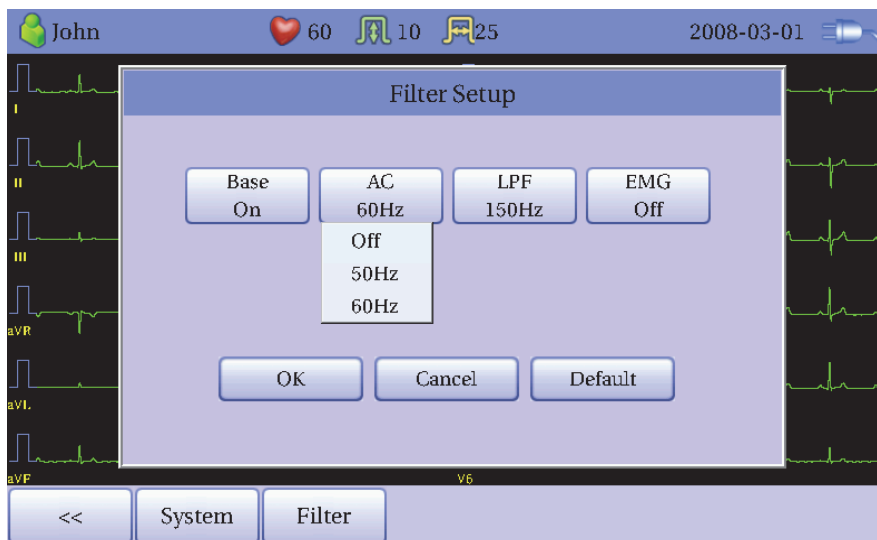 John 60 10 25 2008-03-01
Filter Setup
I
II
III
aVR
aVL
aVF
Base
On
AC
60Hz
LPF
150Hz
EMG
Off
Off
50Hz
60Hz
OK Cancel Default
V6
<< System Filter